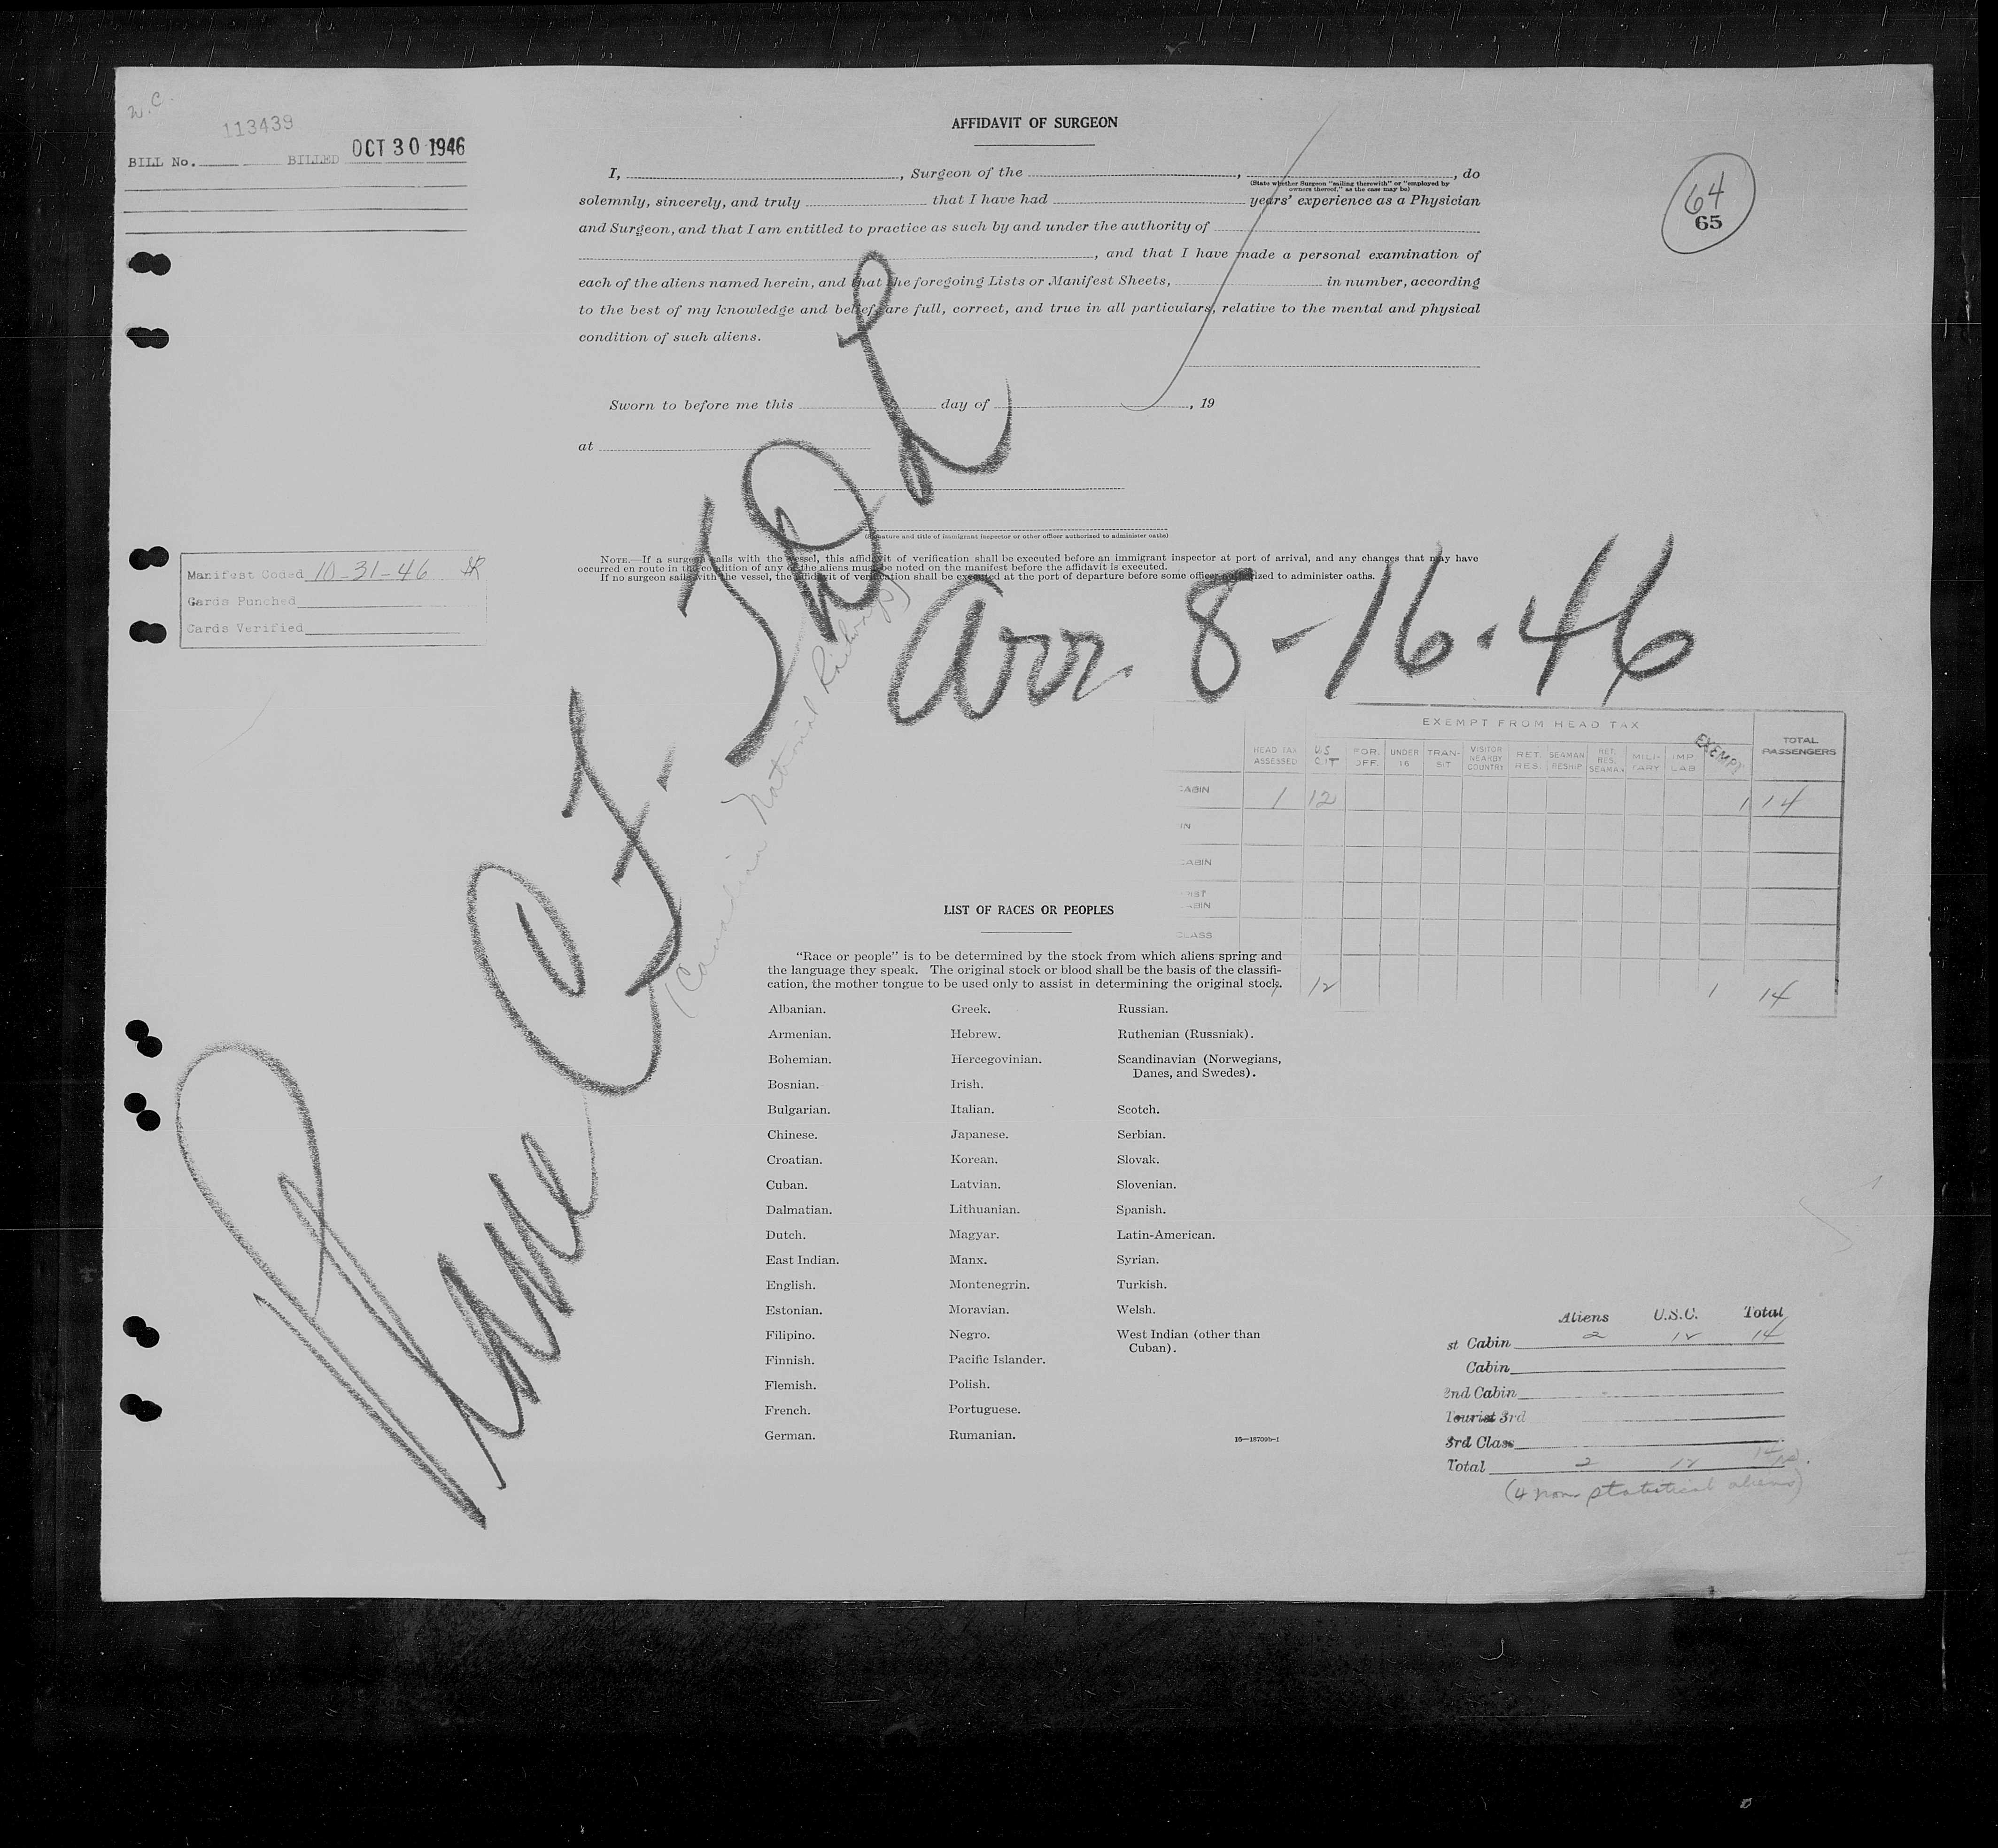 W.C.
113439
BILL No. BILLED OCT 30 1946
AFFIDAVIT OF SURGEON
I, , Surgeon of the , , do
(State whether Surgeon "sailing therewith" or "employed by
owners thereof," as the case may be)
solemnly, sincerely, and truly that I have had years' experience as a Physician
and Surgeon, and that I am entitled to practice as such by and under the authority of
, and that I have made a personal examination of
each of the aliens named herein, and that the foregoing Lists or Manifest Sheets, in number, according
to the best of my knowledge and belief, are full, correct, and true in all particulars, relative to the mental and physical
condition of such aliens.
Sworn to before me this day of , 19
at
(Signature and title of immigrant inspector or other officer authorized to administer oaths)
NOTE.—If a surgeon sails with the vessel, this affidavit of verification shall be executed before an immigrant inspector at port of arrival, and any changes that may have
occurred en route in the condition of any of the aliens must be noted on the manifest before the affidavit is executed.
If no surgeon sails with the vessel, the affidavit of verification shall be executed at the port of departure before some officer authorized to administer oaths.
64
65
Manifest Coded 10-31-46
Cards Punched
Cards Verified
Plane CF.
(Canadian National Railways)
Arr. 8-16-46
EXEMPT FROM HEAD TAX
HEAD TAX ASSESSED U.S. CIT FOR. OFF. UNDER 16 TRANSIT VISITOR NEARBY COUNTRY RET. RES. SEAMAN RESHIP. RET. RES. SEAMAN MILITARY IMP LAB EXEMPT TOTAL PASSENGERS
CABIN 1 12 1 14
IN
CABIN
CABIN
CLASS
1 12 1 14
LIST OF RACES OR PEOPLES
"Race or people" is to be determined by the stock from which aliens spring and
the language they speak. The original stock or blood shall be the basis of the classifi-
cation, the mother tongue to be used only to assist in determining the original stock.
Albanian. Greek. Russian.
Armenian. Hebrew. Ruthenian (Russniak).
Bohemian. Hercegovinian. Scandinavian (Norwegians,
Danes, and Swedes).
Bosnian. Irish.
Bulgarian. Italian. Scotch.
Chinese. Japanese. Serbian.
Croatian. Korean. Slovak.
Cuban. Latvian. Slovenian.
Dalmatian. Lithuanian. Spanish.
Dutch. Magyar. Latin-American.
East Indian. Manx. Syrian.
English. Montenegrin. Turkish.
Estonian. Moravian. Welsh.
Filipino. Negro. West Indian (other than
Cuban).
Finnish. Pacific Islander.
Flemish. Polish.
French. Portuguese.
German. Rumanian.
16—18709b-1
Aliens U.S.C. Total
st Cabin 2 12 14
Cabin
2nd Cabin
Tourist 3rd
3rd Class
Total 2 12 14
(4 non statistical aliens)